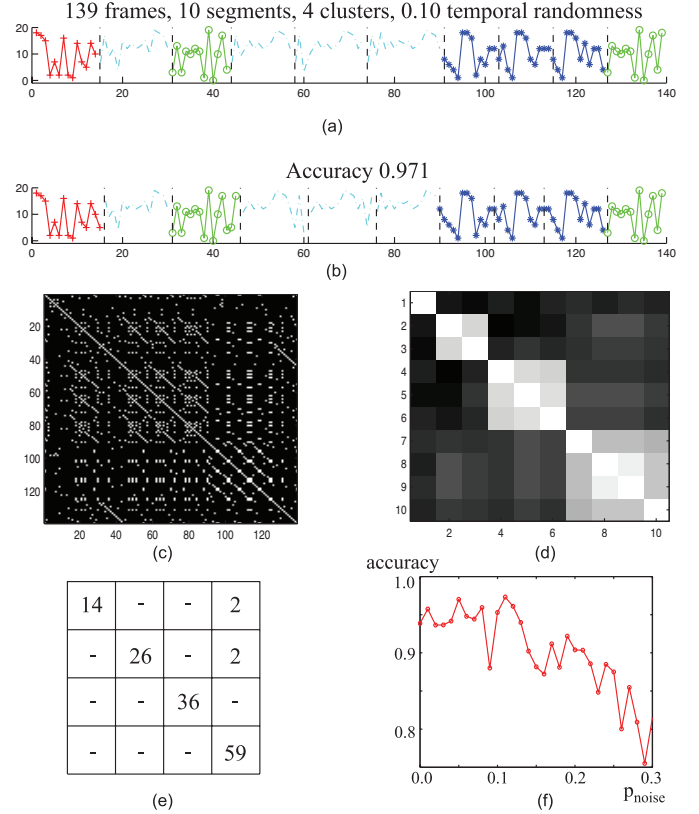 139 frames, 10 segments, 4 clusters, 0.10 temporal randomness
20
10
0
0 20 40 60 80 100 120 140
(a)
Accuracy 0.971
20
10
0
0 20 40 60 80 100 120 140
(b)
20
40
60
80
100
120
20 40 60 80 100 120
(c)
1
2
3
4
5
6
7
8
9
10
2 4 6 8 10
(d)
14 - - 2
- 26 - 2
- - 36 -
- - - 59
(e)
accuracy
1.0
0.9
0.8
0.0 0.1 0.2 0.3
p_noise
(f)